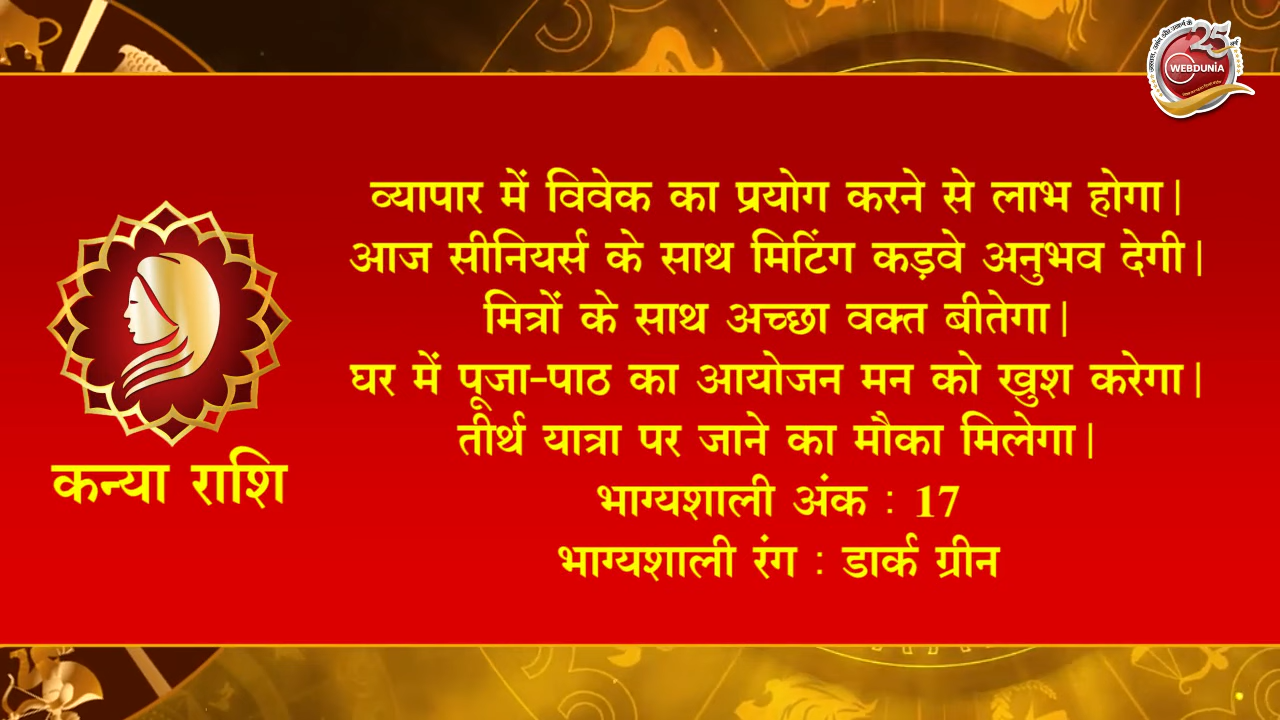 WEBDUNIA
व्यापार में विवेक का प्रयोग करने से लाभ होगा|
आज सीनियर्स के साथ मिटिंग कड़वे अनुभव देगी|
मित्रों के साथ अच्छा वक्त बीतेगा|
घर में पूजा-पाठ का आयोजन मन को खुश करेगा|
तीर्थ यात्रा पर जाने का मौका मिलेगा|
भाग्यशाली अंक : 17
भाग्यशाली रंग : डार्क ग्रीन
कन्या राशि